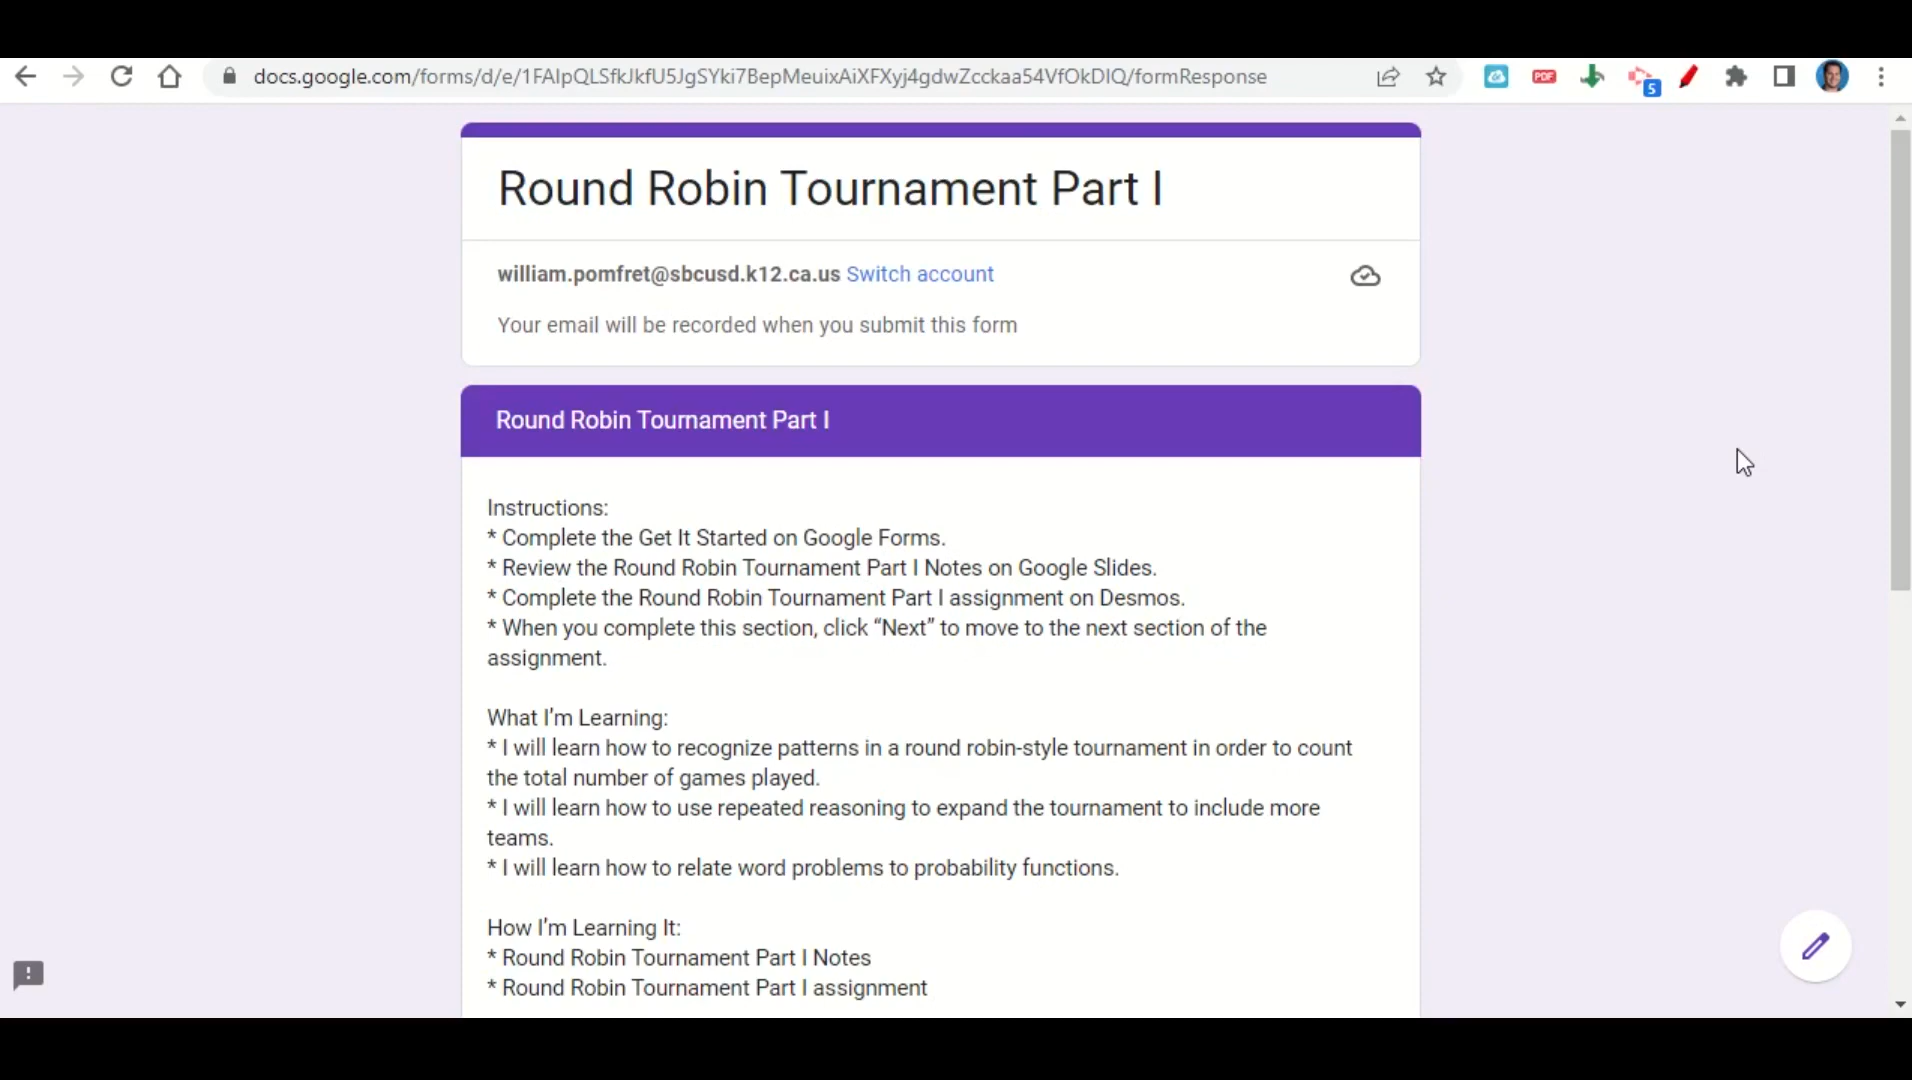 docs.google.com/forms/d/e/1FAIpQLSfkJkfU5JgSYki7BepMeuixAiXFXyj4gdwZcckaa54VfOkDIQ/formResponse
PDF
5
Round Robin Tournament Part I
william.pomfret@sbcusd.k12.ca.us Switch account
Your email will be recorded when you submit this form
Round Robin Tournament Part I
Instructions:
* Complete the Get It Started on Google Forms.
* Review the Round Robin Tournament Part I Notes on Google Slides.
* Complete the Round Robin Tournament Part I assignment on Desmos.
* When you complete this section, click “Next” to move to the next section of the
assignment.
What I’m Learning:
* I will learn how to recognize patterns in a round robin-style tournament in order to count
the total number of games played.
* I will learn how to use repeated reasoning to expand the tournament to include more
teams.
* I will learn how to relate word problems to probability functions.
How I’m Learning It:
* Round Robin Tournament Part I Notes
* Round Robin Tournament Part I assignment